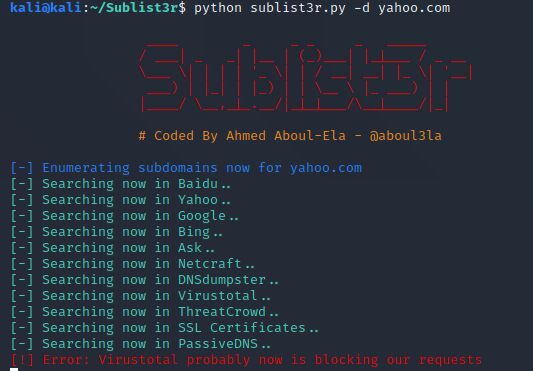 kali@kali:~/Sublist3r$ python sublist3r.py -d yahoo.com
Sublist3r
# Coded By Ahmed Aboul-Ela - @aboul3la
[-] Enumerating subdomains now for yahoo.com
[-] Searching now in Baidu..
[-] Searching now in Yahoo..
[-] Searching now in Google..
[-] Searching now in Bing..
[-] Searching now in Ask..
[-] Searching now in Netcraft..
[-] Searching now in DNSdumpster..
[-] Searching now in Virustotal..
[-] Searching now in ThreatCrowd..
[-] Searching now in SSL Certificates..
[-] Searching now in PassiveDNS..
[!] Error: Virustotal probably now is blocking our requests